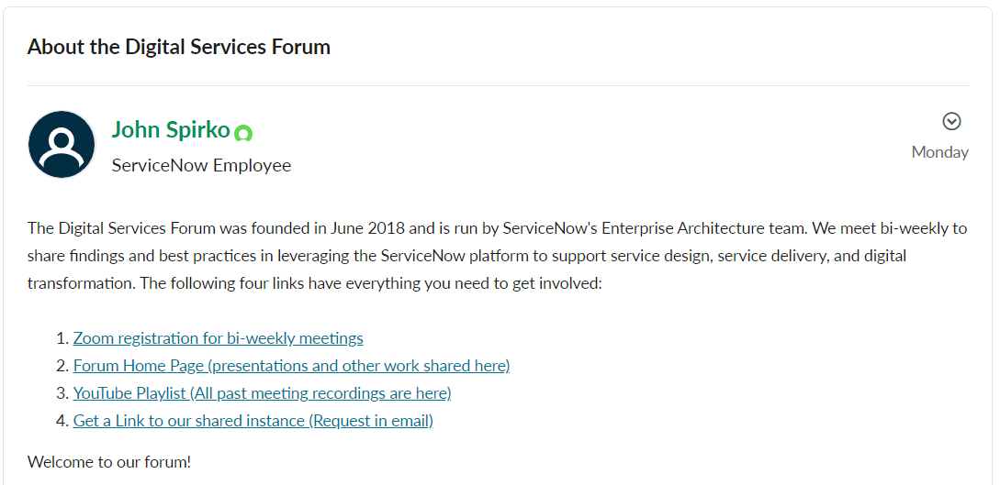 About the Digital Services Forum
John Spirko
ServiceNow Employee
Monday
The Digital Services Forum was founded in June 2018 and is run by ServiceNow's Enterprise Architecture team. We meet bi-weekly to
share findings and best practices in leveraging the ServiceNow platform to support service design, service delivery, and digital
transformation. The following four links have everything you need to get involved:
1. Zoom registration for bi-weekly meetings
2. Forum Home Page (presentations and other work shared here)
3. YouTube Playlist (All past meeting recordings are here)
4. Get a Link to our shared instance (Request in email)
Welcome to our forum!